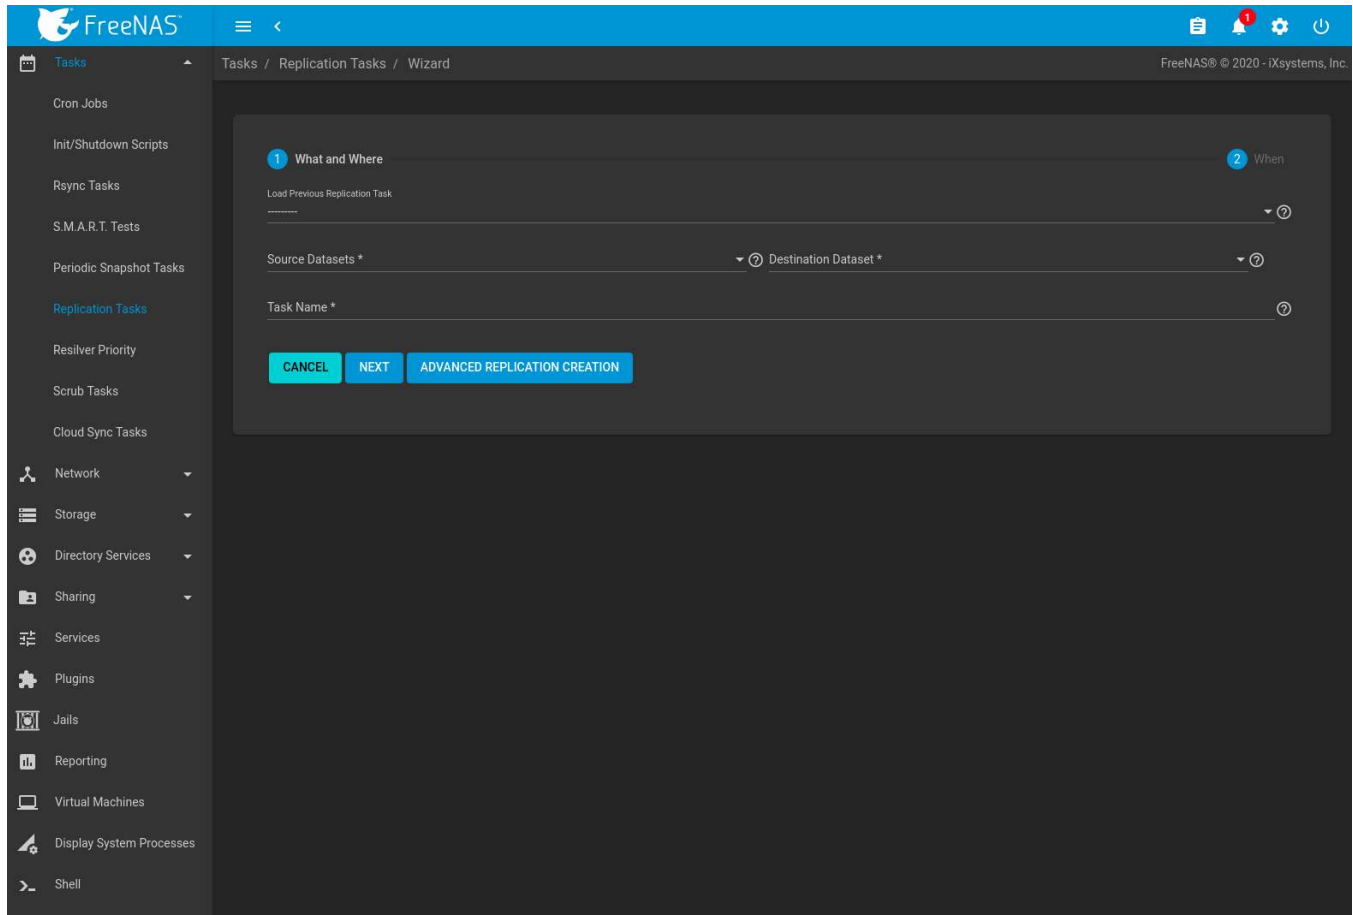 FreeNAS
1
Tasks
Tasks / Replication Tasks / Wizard
FreeNAS® © 2020 - iXsystems, Inc.
Cron Jobs
Init/Shutdown Scripts
Rsync Tasks
S.M.A.R.T. Tests
Periodic Snapshot Tasks
Replication Tasks
Resilver Priority
Scrub Tasks
Cloud Sync Tasks
Network
Storage
Directory Services
Sharing
Services
Plugins
Jails
Reporting
Virtual Machines
Display System Processes
Shell
1 What and Where
2 When
Load Previous Replication Task
---------
Source Datasets *
Destination Dataset *
Task Name *
CANCEL
NEXT
ADVANCED REPLICATION CREATION